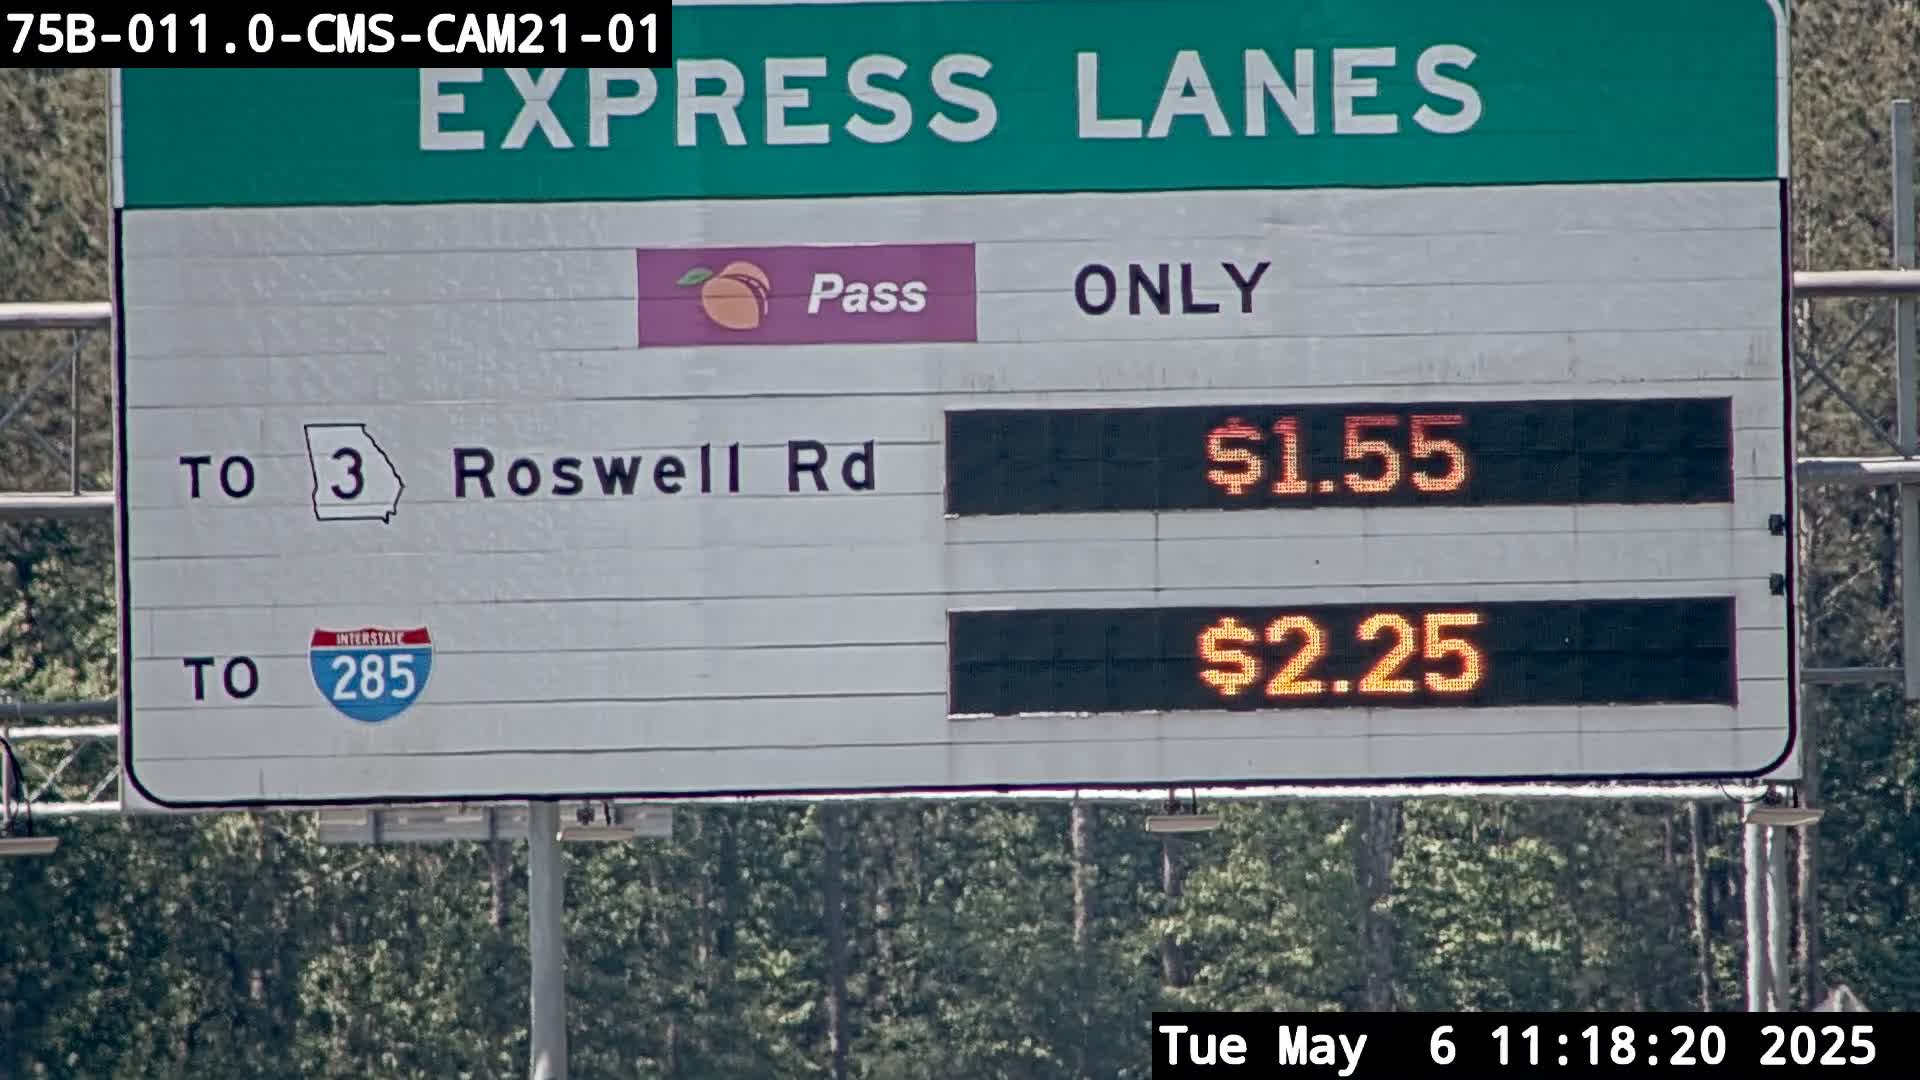 75B-011.0-CMS-CAM21-01
EXPRESS LANES
Pass ONLY
TO 3 Roswell Rd $1.55
TO INTERSTATE 285 $2.25
Tue May 6 11:18:20 2025